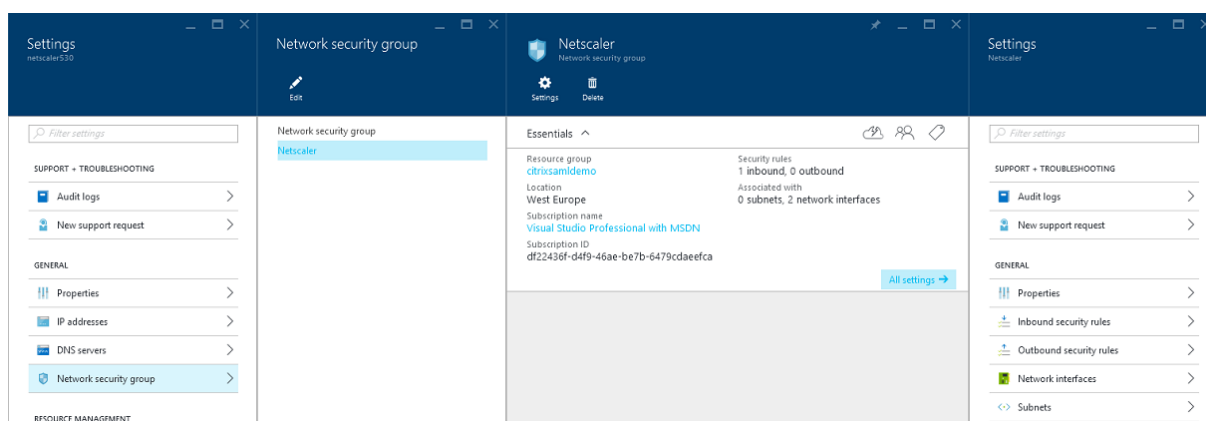 Settings
netscaler530
Filter settings
SUPPORT + TROUBLESHOOTING
Audit logs
New support request
GENERAL
Properties
IP addresses
DNS servers
Network security group
RESOURCE MANAGEMENT
Network security group
Edit
Network security group
Netscaler
Netscaler
Network security group
Settings
Delete
Essentials
Resource group
citrixsamldemo
Location
West Europe
Subscription name
Visual Studio Professional with MSDN
Subscription ID
df22436f-d4f9-46ae-be7b-6479cdaeefca
Security rules
1 inbound, 0 outbound
Associated with
0 subnets, 2 network interfaces
All settings →
Settings
Netscaler
Filter settings
SUPPORT + TROUBLESHOOTING
Audit logs
New support request
GENERAL
Properties
Inbound security rules
Outbound security rules
Network interfaces
Subnets